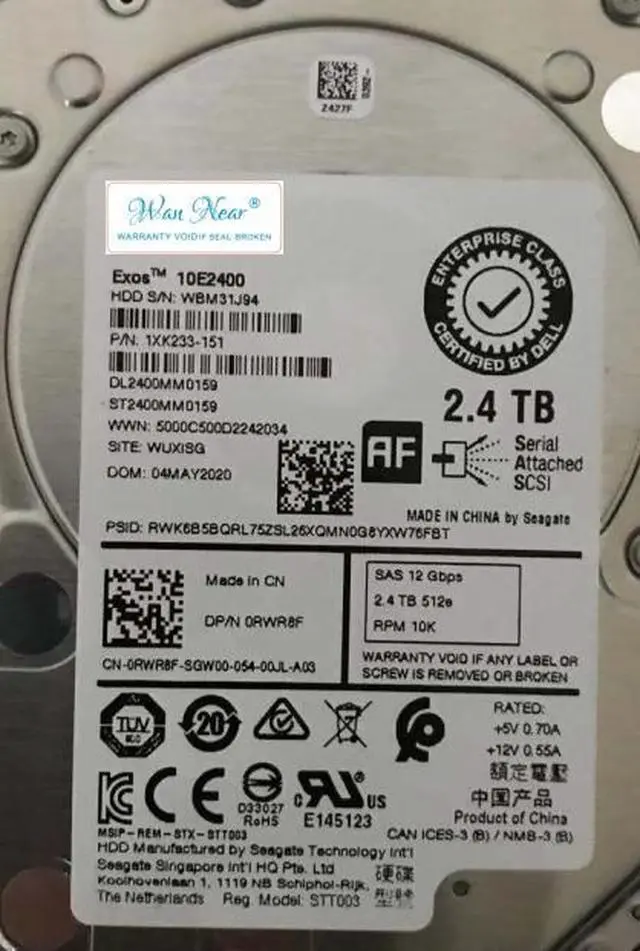 Z427F
Wan Near®
WARRANTY VOID IF SEAL BROKEN
Exos™ 10E2400
HDD S/N: WBM31J94
P/N: 1XK233-151
DL2400MM0159
ST2400MM0159
WWN: 5000C500D2242034
SITE: WUXISG
DOM: 04MAY2020
ENTERPRISE CLASS
CERTIFIED BY DELL
2.4 TB
AF
Serial
Attached
SCSI
MADE IN CHINA by Seagate
PSID: RWK6B5BQRL75ZSL26XQMN0G8YXW76FBT
Made in CN
DP/N 0RWR8F
CN-0RWR8F-SGW00-054-00JL-A03
SAS 12 Gbps
2.4 TB 512e
RPM 10K
WARRANTY VOID IF ANY LABEL OR
SCREW IS REMOVED OR BROKEN
TUV
20
RATED:
+5V 0.70A
+12V 0.55A
額定電壓
中国产品
Product of China
CAN ICES-3 (B) / NMB-3 (B)
CE
D33027
RoHS
c RU® US
E145123
MSIP-REM-STX-STT003
HDD Manufactured by Seagate Technology Int'l
Seagate Singapore Int'l HQ Pte. Ltd
Koolhovenlaan 1, 1119 NB Schiphol-Rijk,
The Netherlands Reg. Model: STT003
硬碟